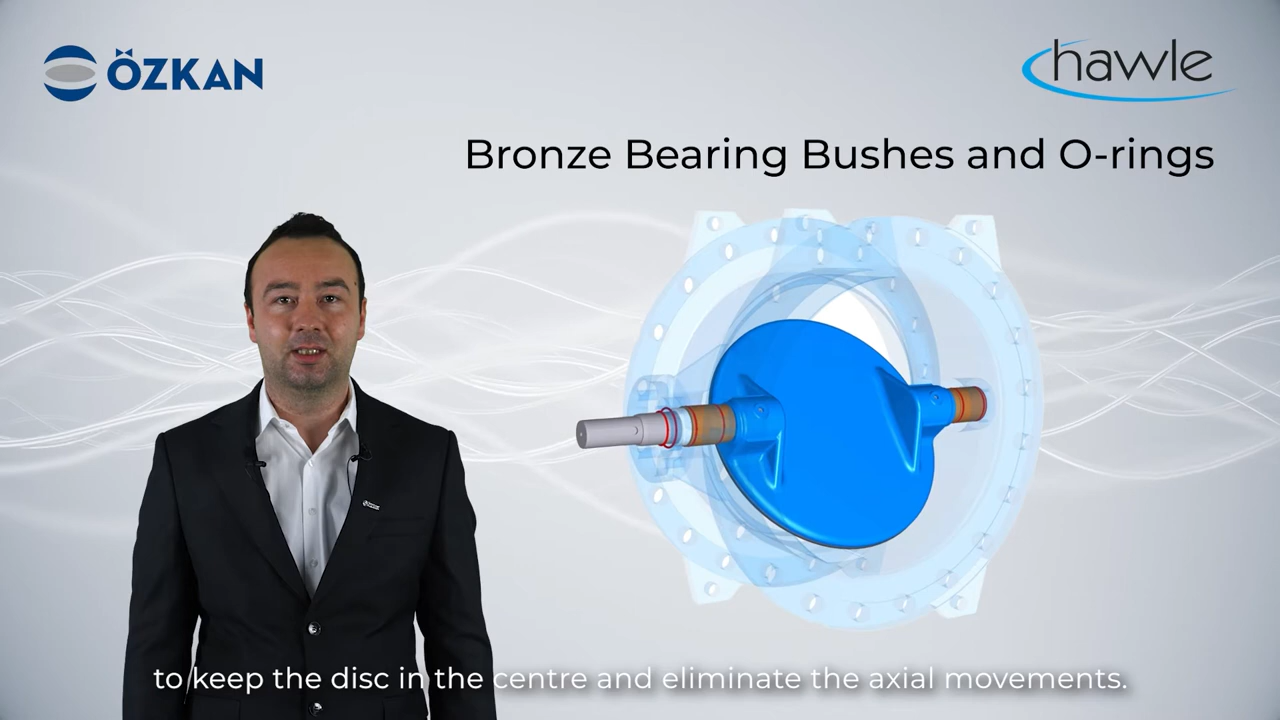 ÖZKAN
hawle
Bronze Bearing Bushes and O-rings
to keep the disc in the centre and eliminate the axial movements.